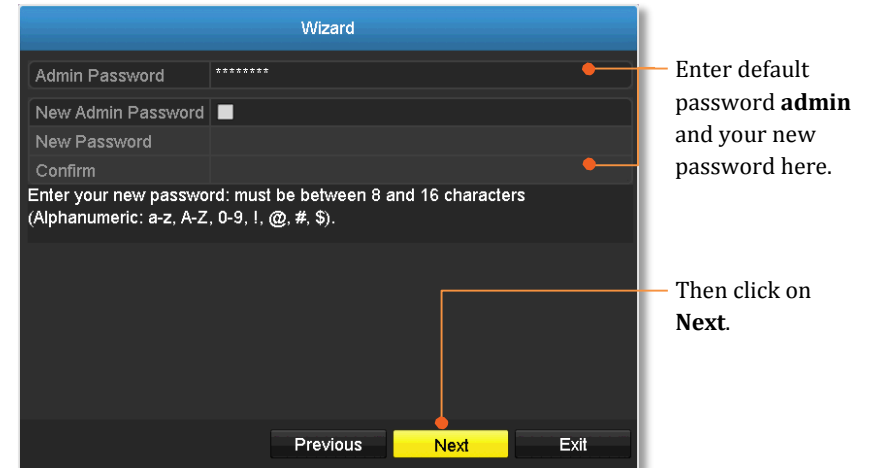 Wizard
Admin Password ********
New Admin Password
New Password
Confirm
Enter your new password: must be between 8 and 16 characters
(Alphanumeric: a-z, A-Z, 0-9, !, @, #, $).
Previous Next Exit
Enter default
password admin
and your new
password here.
Then click on
Next.